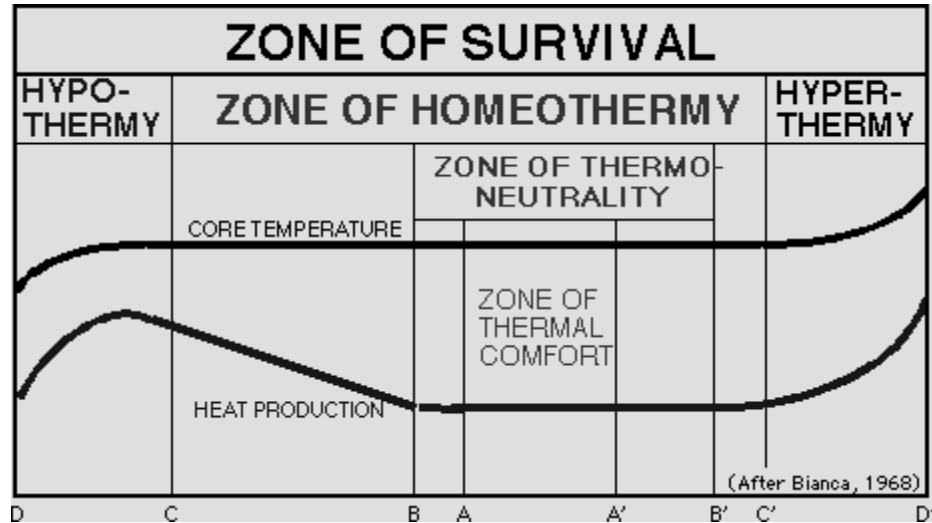 ZONE OF SURVIVAL
HYPO-
THERMY
ZONE OF HOMEOTHERMY
HYPER-
THERMY
ZONE OF THERMO-
NEUTRALITY
CORE TEMPERATURE
ZONE OF
THERMAL
COMFORT
HEAT PRODUCTION
(After Bianca, 1968)
D C B A A' B' C' D'